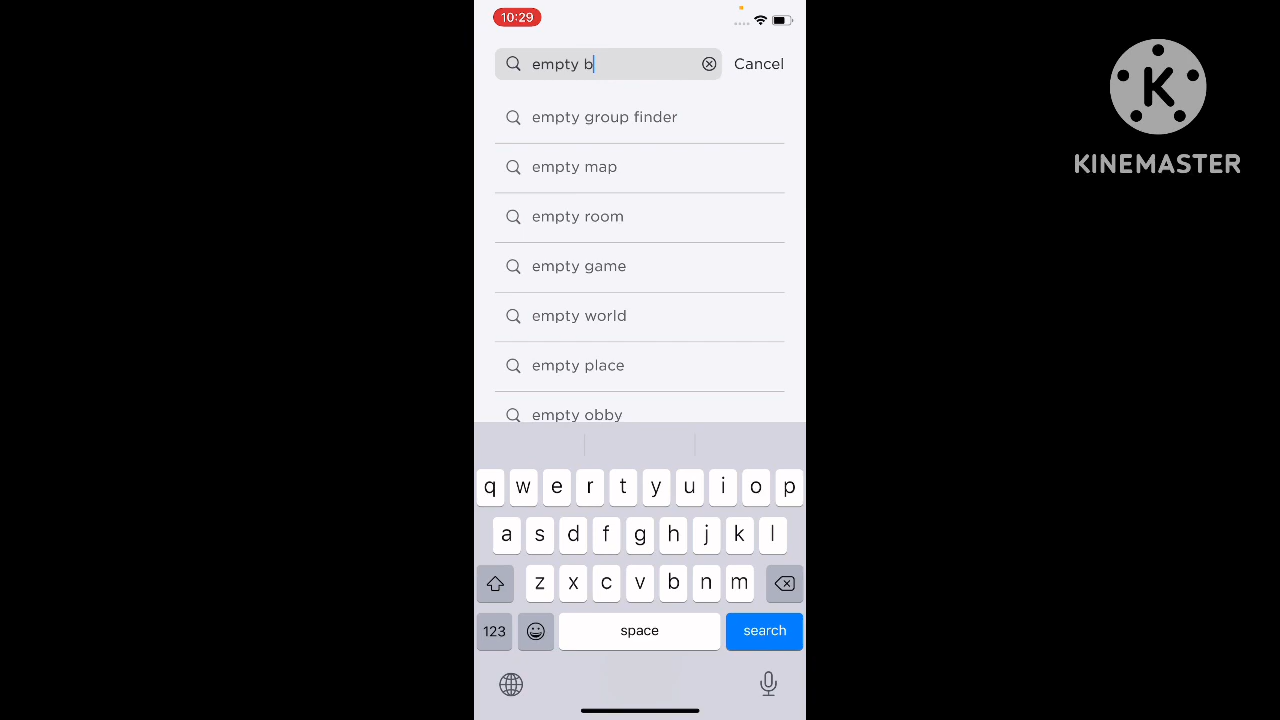 10:29
empty b
Cancel
K
KINEMASTER
empty group finder
empty map
empty room
empty game
empty world
empty place
empty obby
q w e r t y u i o p
a s d f g h j k l
z x c v b n m
123 space search